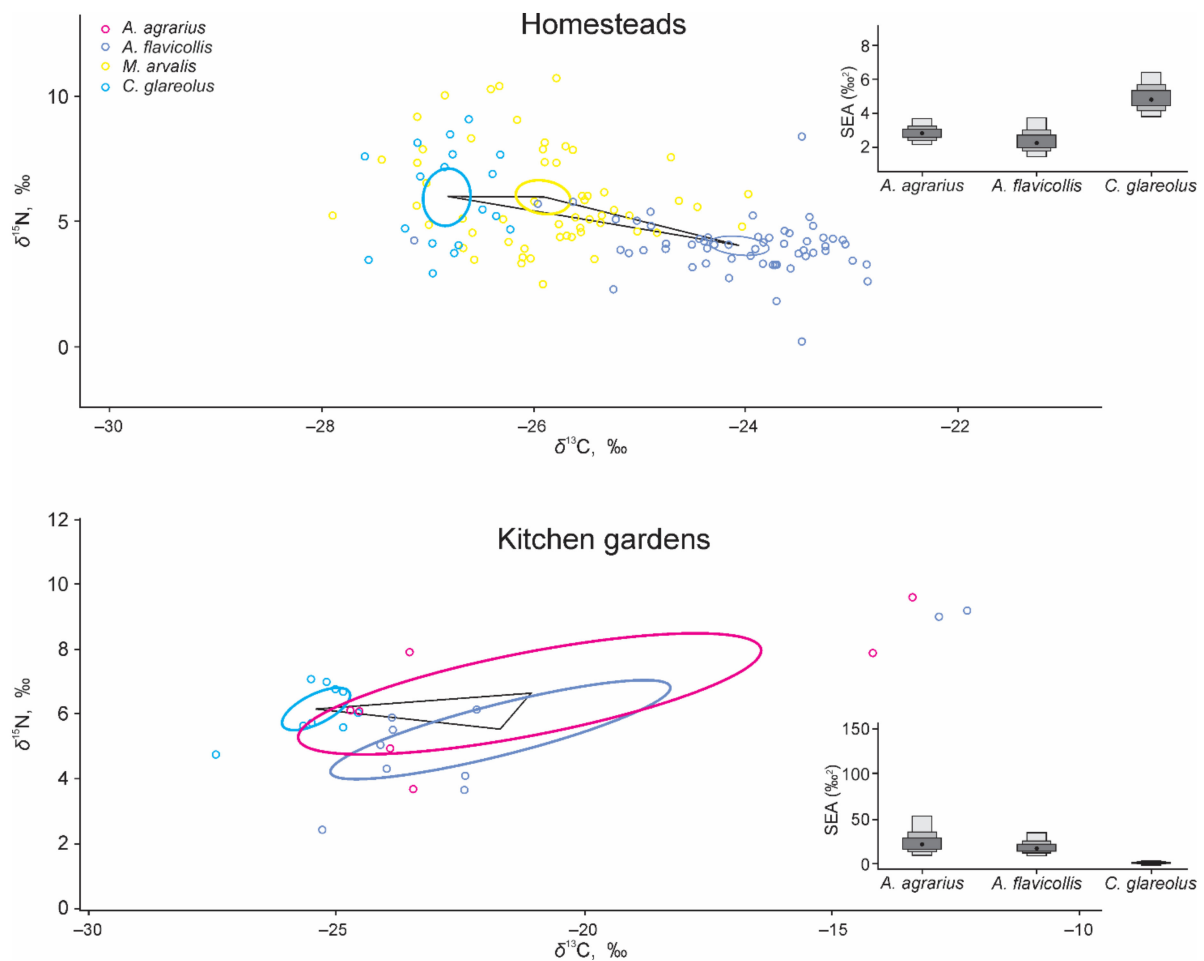 Homesteads
A. agrarius
A. flavicollis
M. arvalis
C. glareolus
10
5
0
δ¹⁵N, ‰
–30
–28
–26
–24
–22
δ¹³C, ‰
8
6
4
2
SEA (‰²)
A. agrarius
A. flavicollis
C. glareolus
Kitchen gardens
12
10
8
6
4
2
0
δ¹⁵N, ‰
–30
–25
–20
–15
–10
δ¹³C, ‰
150
100
50
0
SEA (‰²)
A. agrarius
A. flavicollis
C. glareolus